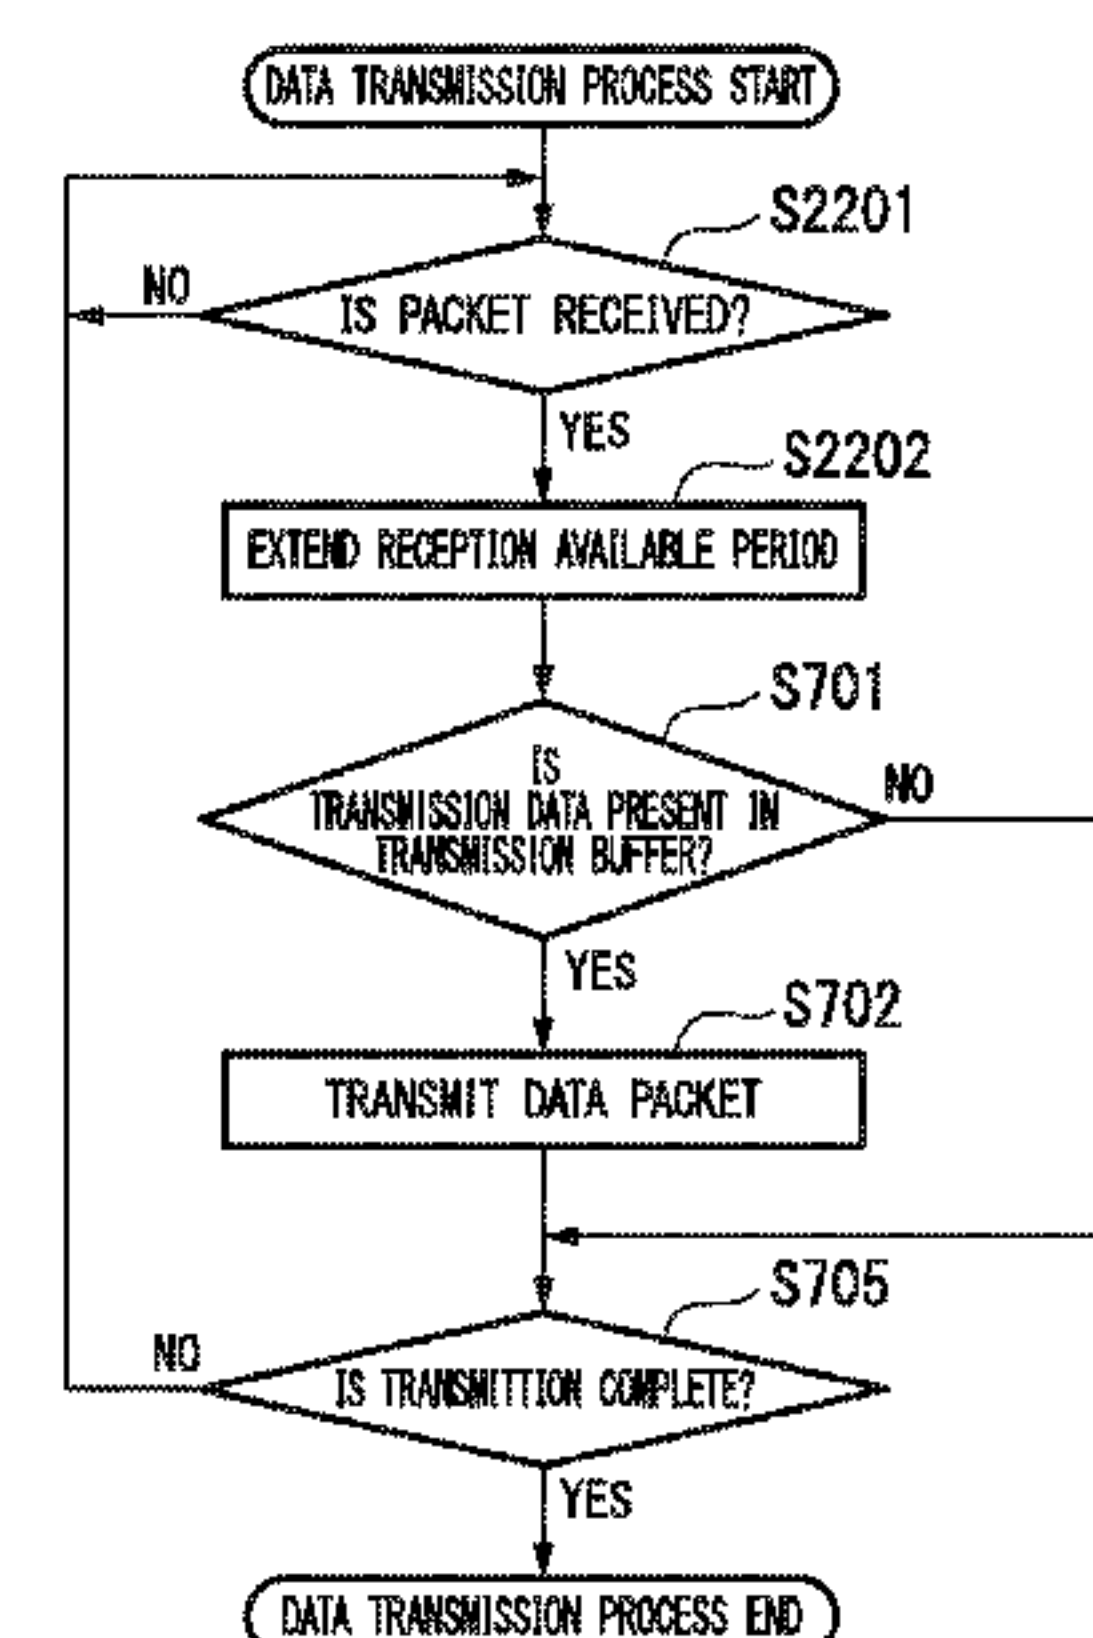 DATA TRANSMISSION PROCESS START
S2201
NO
IS PACKET RECEIVED?
YES
S2202
EXTEND RECEPTION AVAILABLE PERIOD
S701
IS
NO
TRANSMISSION DATA PRESENT IN
TRANSMISSION BUFFER?
YES
S702
TRANSMIT DATA PACKET
S705
NO
IS TRANSMITTION COMPLETE?
YES
DATA TRANSMISSION PROCESS END